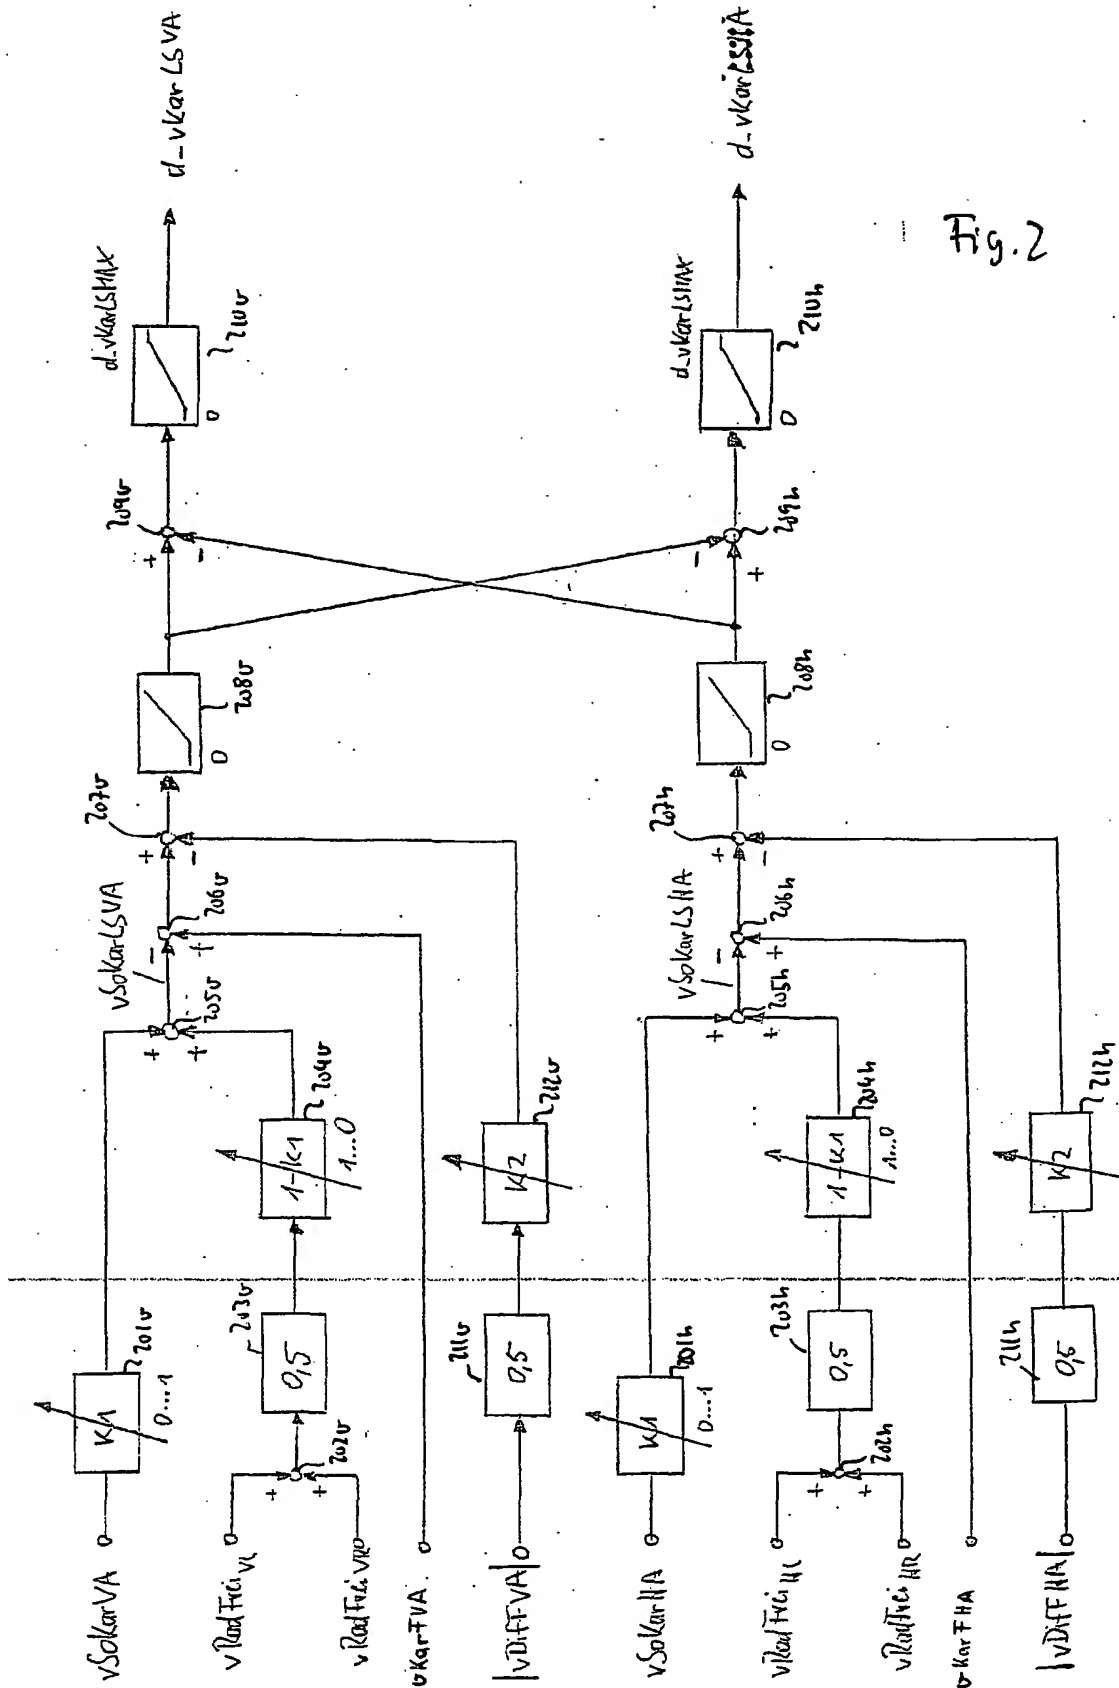 vSoKarVA
K1
0...1
201v
vRadFrei VL
vRadFrei VR
+
+
202v
0,5
203v
1-K1
1...0
204v
+
+
205v
vSoKarLSVA
-
+
206v
vKarFVA
|vDiFFVA|
0,5
211v
K2
212v
+
-
207v
0
208v
+
-
209v
d_vKarLSMAX
0
210v
d_vKarLSVA
vSoKarHA
K1
0...1
201h
vRadFrei HL
vRadFrei HR
+
+
202h
0,5
203h
1-K1
1...0
204h
+
+
205h
vSoKarLSHA
-
+
206h
vKarFHA
|vDiFFHA|
0,5
211h
K2
212h
+
-
207h
0
208h
-
+
209h
d_vKarLSMAX
0
210h
d_vKarLSHA
Fig. 2